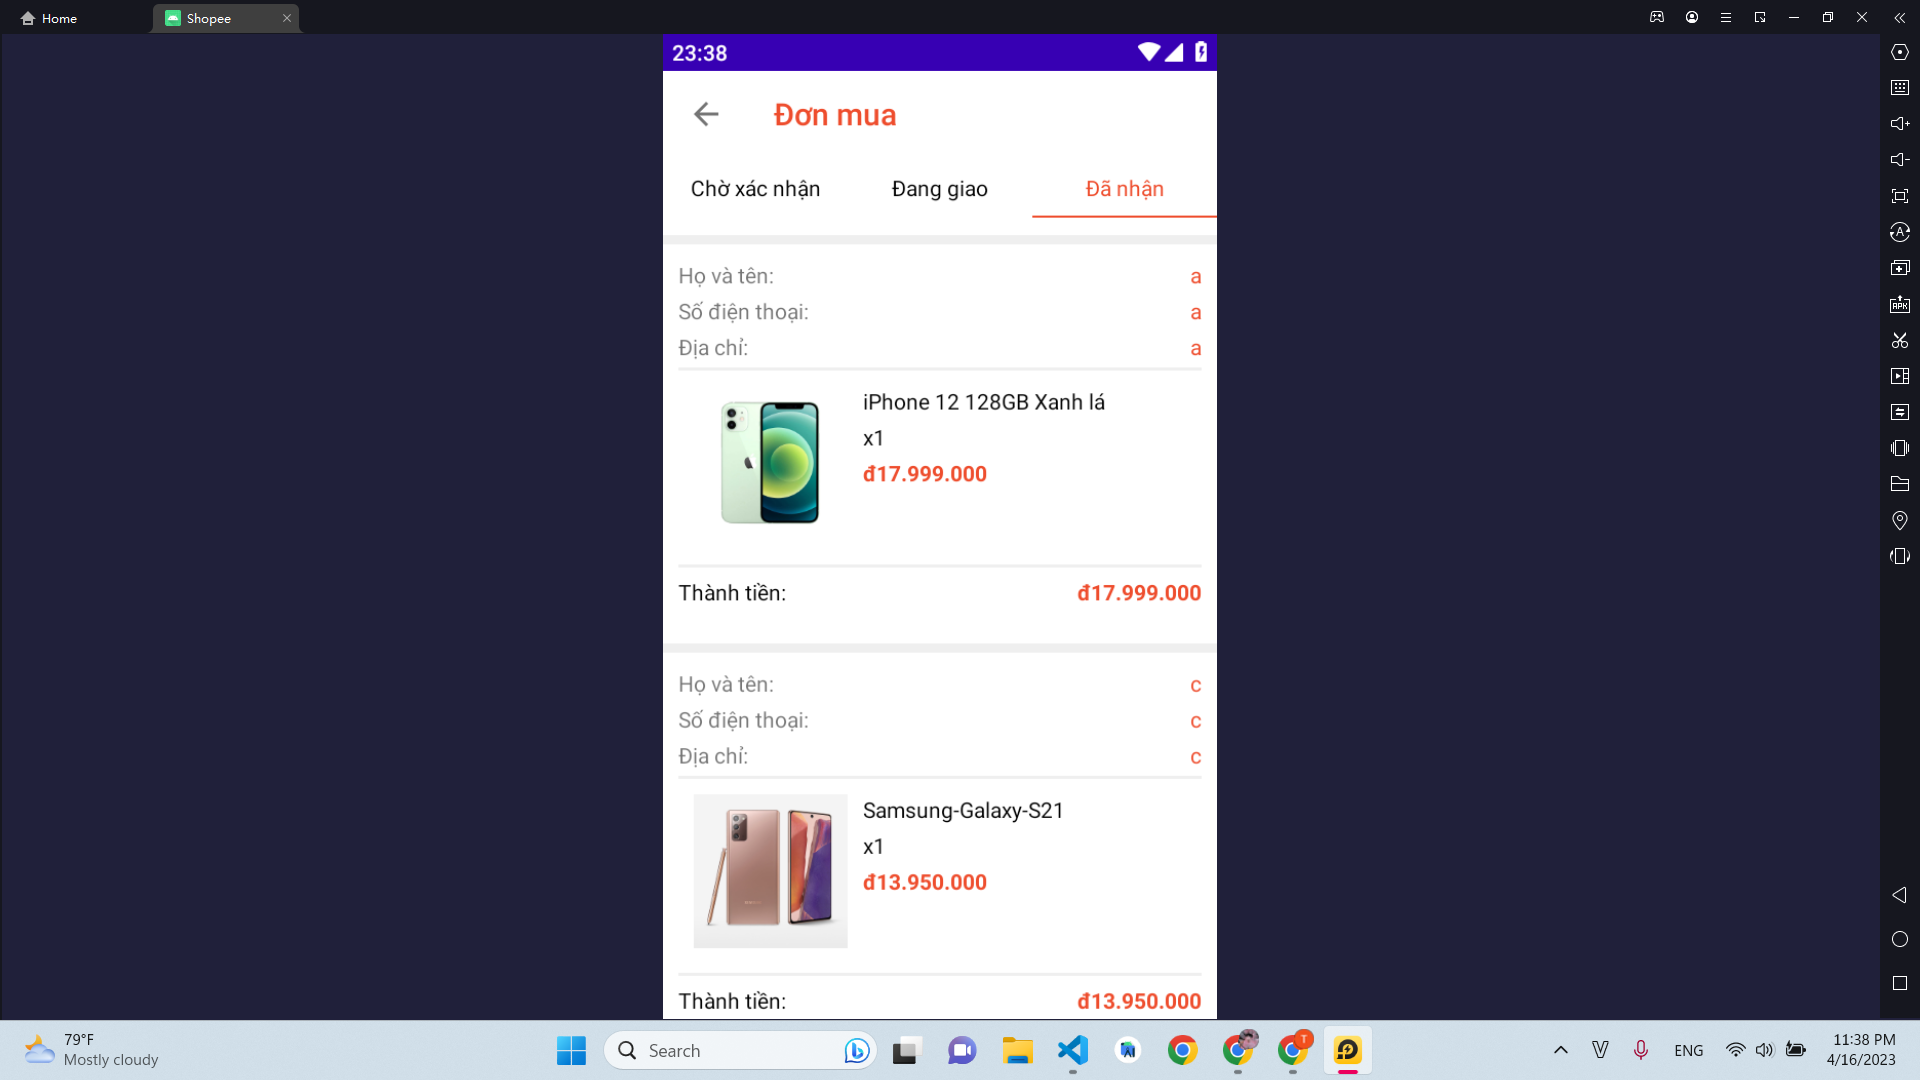 Home
Shopee
23:38
Đơn mua
Chờ xác nhận
Đang giao
Đã nhận
Họ và tên:
a
Số điện thoại:
a
Địa chỉ:
a
iPhone 12 128GB Xanh lá
x1
đ17.999.000
Thành tiền:
đ17.999.000
Họ và tên:
c
Số điện thoại:
c
Địa chỉ:
c
Samsung-Galaxy-S21
x1
đ13.950.000
Thành tiền:
đ13.950.000
APK
79°F
Mostly cloudy
Search
T
ENG
11:38 PM
4/16/2023